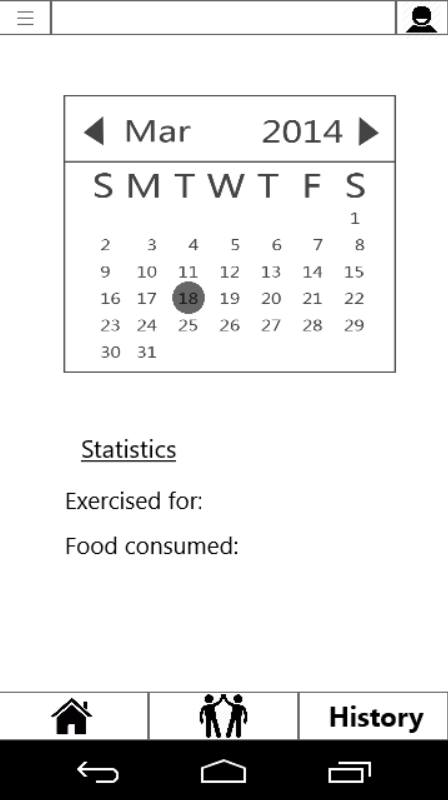 Mar 2014
S M T W T F S
1
2 3 4 5 6 7 8
9 10 11 12 13 14 15
16 17 18 19 20 21 22
23 24 25 26 27 28 29
30 31
Statistics
Exercised for:
Food consumed:
History